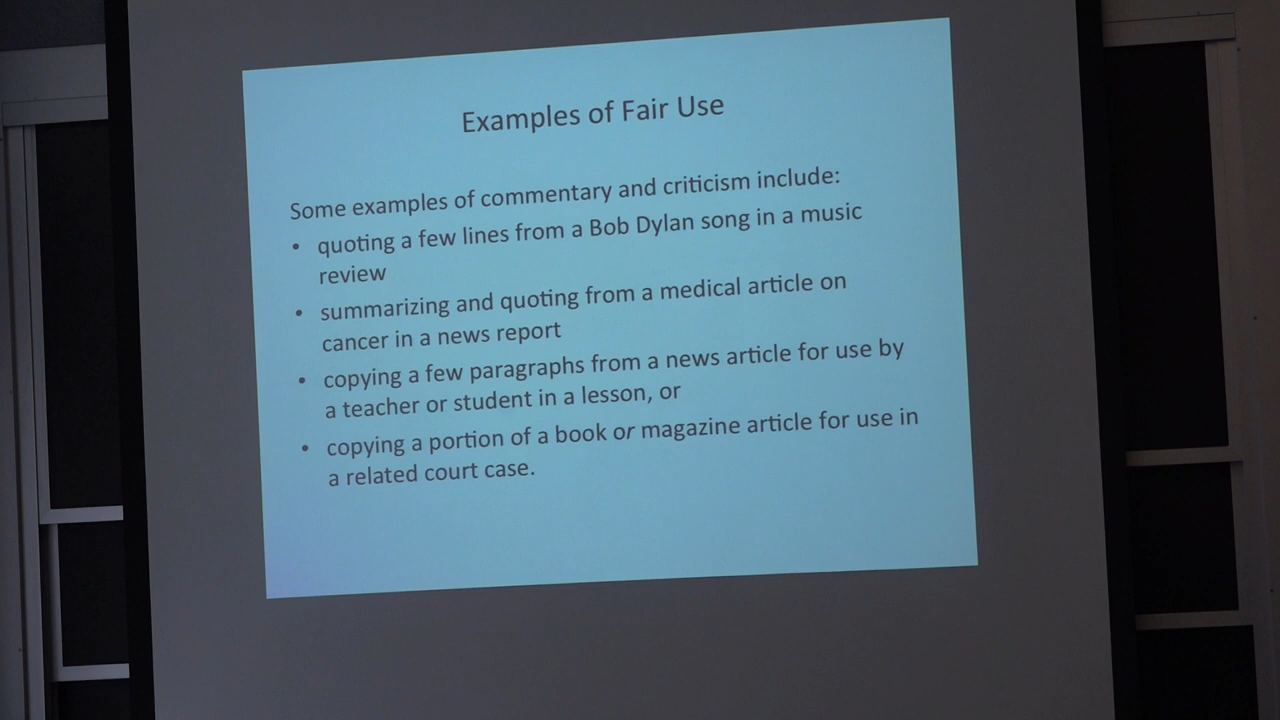 Examples of Fair Use
Some examples of commentary and criticism include:
• quoting a few lines from a Bob Dylan song in a music
review
• summarizing and quoting from a medical article on
cancer in a news report
• copying a few paragraphs from a news article for use by
a teacher or student in a lesson, or
• copying a portion of a book or magazine article for use in
a related court case.